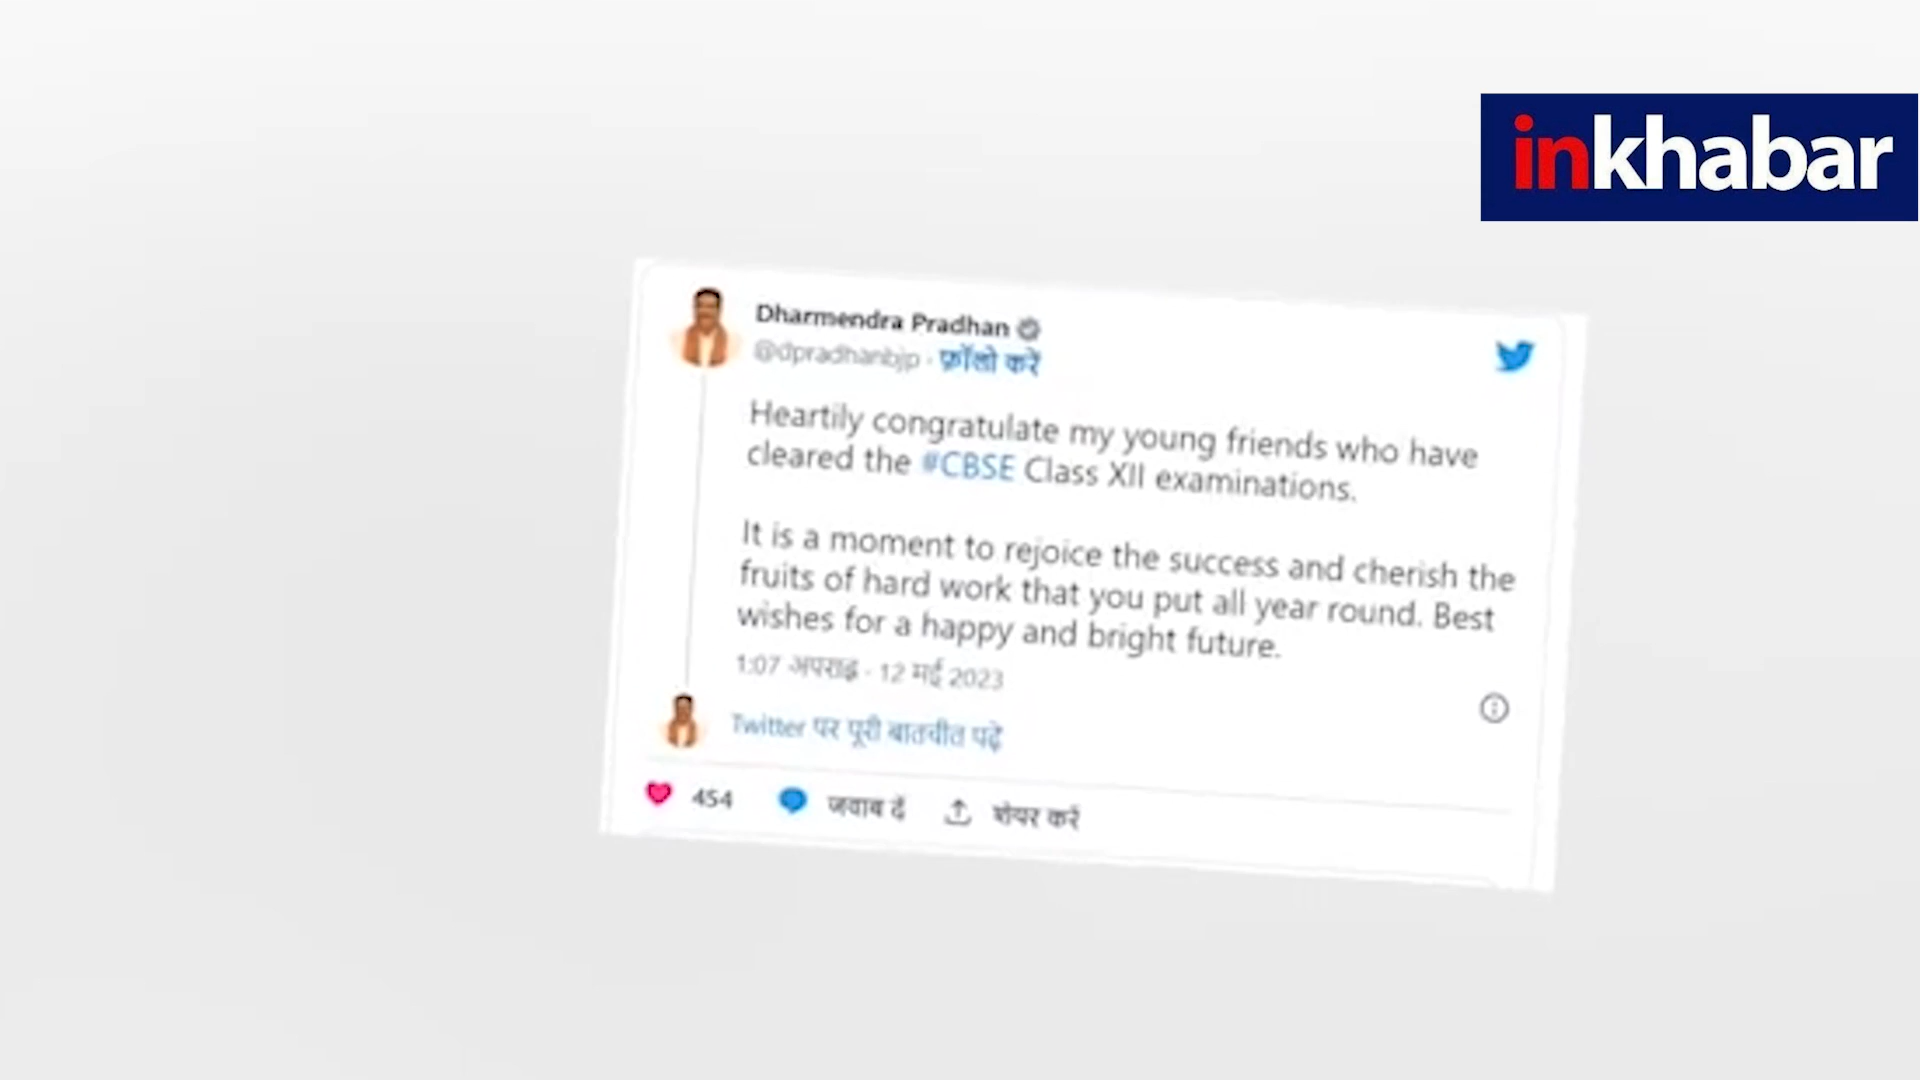 inkhabar
Dharmendra Pradhan
@dpradhanbjp · फ़ॉलो करें
Heartily congratulate my young friends who have
cleared the #CBSE Class XII examinations.
It is a moment to rejoice the success and cherish the
fruits of hard work that you put all year round. Best
wishes for a happy and bright future.
1:07 अपराह्न · 12 मई 2023
Twitter पर पूरी बातचीत पढ़ें
454 जवाब दें शेयर करें